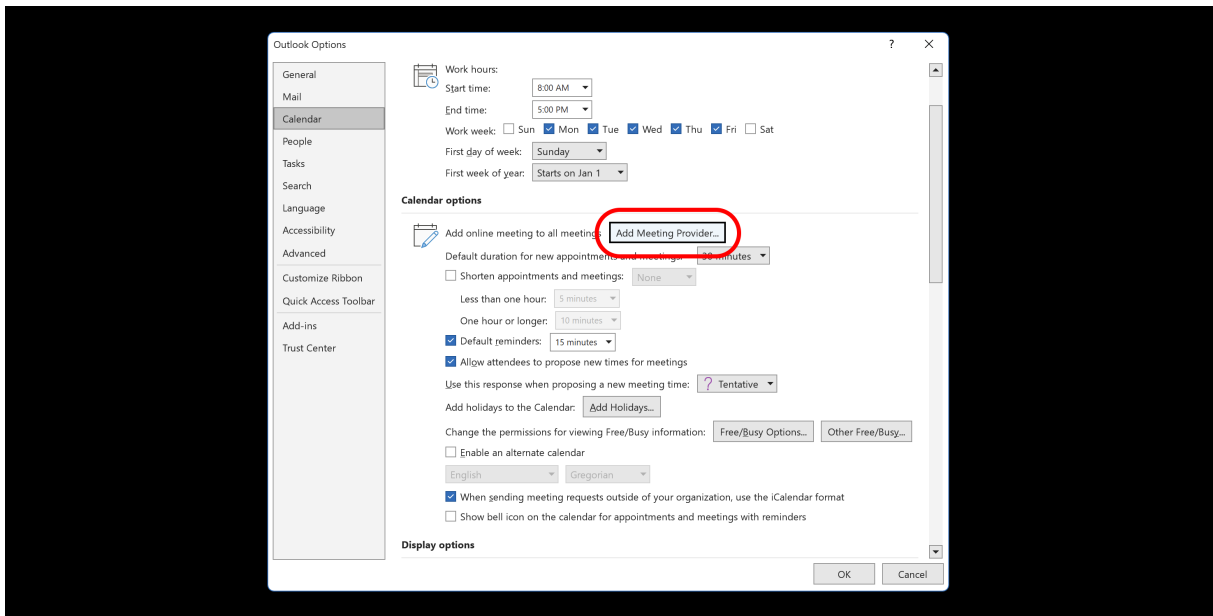 Outlook Options
General
Mail
Calendar
People
Tasks
Search
Language
Accessibility
Advanced
Customize Ribbon
Quick Access Toolbar
Add-ins
Trust Center
Work hours:
Start time: 8:00 AM
End time: 5:00 PM
Work week: Sun Mon Tue Wed Thu Fri Sat
First day of week: Sunday
First week of year: Starts on Jan 1
Calendar options
Add online meeting to all meetings Add Meeting Provider...
Default duration for new appointments and meetings: 30 minutes
Shorten appointments and meetings: None
Less than one hour: 5 minutes
One hour or longer: 10 minutes
Default reminders: 15 minutes
Allow attendees to propose new times for meetings
Use this response when proposing a new meeting time: ? Tentative
Add holidays to the Calendar: Add Holidays...
Change the permissions for viewing Free/Busy information: Free/Busy Options... Other Free/Busy...
Enable an alternate calendar
English Gregorian
When sending meeting requests outside of your organization, use the iCalendar format
Show bell icon on the calendar for appointments and meetings with reminders
Display options
OK Cancel